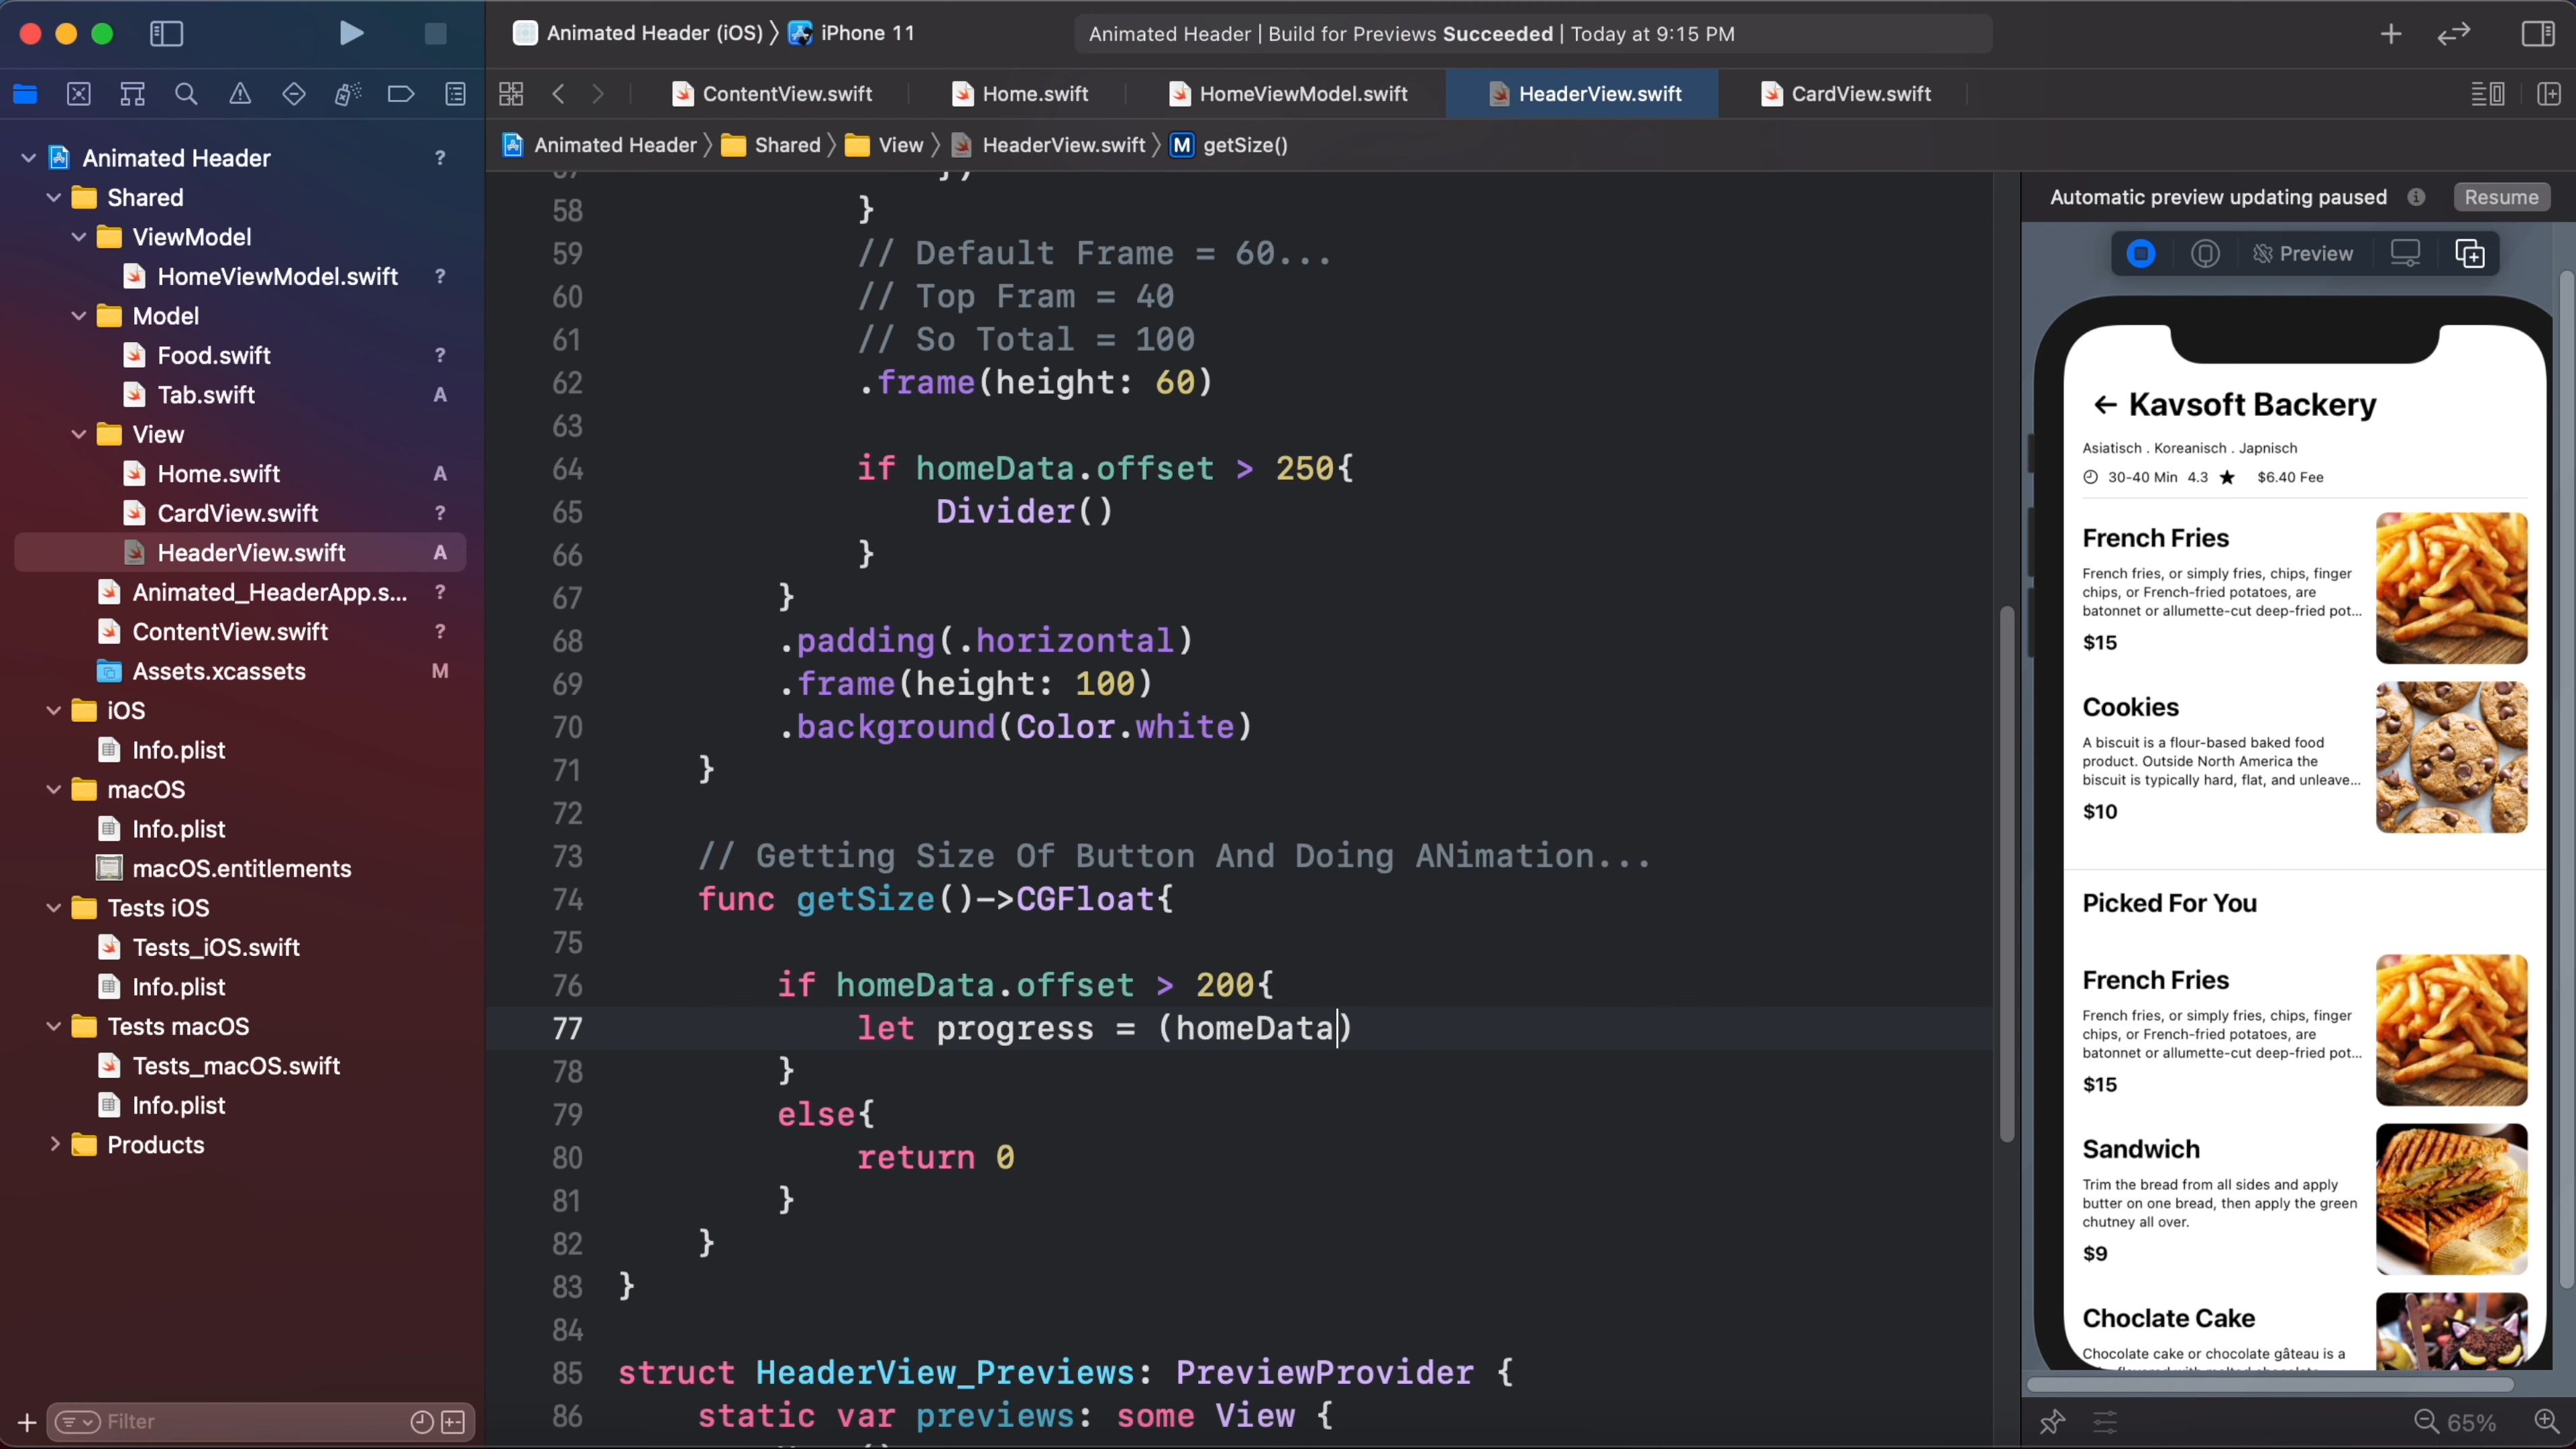 Animated Header (iOS) 〉 iPhone 11
Animated Header | Build for Previews Succeeded | Today at 9:15 PM
ContentView.swift
Home.swift
HomeViewModel.swift
HeaderView.swift
CardView.swift
Animated Header 〉 Shared 〉 View 〉 HeaderView.swift 〉 M getSize()
Animated Header ?
Shared
ViewModel
HomeViewModel.swift ?
Model
Food.swift ?
Tab.swift A
View
Home.swift A
CardView.swift ?
HeaderView.swift A
Animated_HeaderApp.s... ?
ContentView.swift ?
Assets.xcassets M
iOS
Info.plist
macOS
Info.plist
macOS.entitlements
Tests iOS
Tests_iOS.swift
Info.plist
Tests macOS
Tests_macOS.swift
Info.plist
Products
Filter
58 }
59 // Default Frame = 60...
60 // Top Fram = 40
61 // So Total = 100
62 .frame(height: 60)
63
64 if homeData.offset > 250{
65 Divider()
66 }
67 }
68 .padding(.horizontal)
69 .frame(height: 100)
70 .background(Color.white)
71 }
72
73 // Getting Size Of Button And Doing ANimation...
74 func getSize()->CGFloat{
75
76 if homeData.offset > 200{
77 let progress = (homeData)
78 }
79 else{
80 return 0
81 }
82 }
83 }
84
85 struct HeaderView_Previews: PreviewProvider {
86 static var previews: some View {
Automatic preview updating paused
Resume
Preview
Kavsoft Backery
Asiatisch . Koreanisch . Japnisch
30-40 Min 4.3 ★ $6.40 Fee
French Fries
French fries, or simply fries, chips, finger
chips, or French-fried potatoes, are
batonnet or allumette-cut deep-fried pot...
$15
Cookies
A biscuit is a flour-based baked food
product. Outside North America the
biscuit is typically hard, flat, and unleave...
$10
Picked For You
French Fries
French fries, or simply fries, chips, finger
chips, or French-fried potatoes, are
batonnet or allumette-cut deep-fried pot...
$15
Sandwich
Trim the bread from all sides and apply
butter on one bread, then apply the green
chutney all over.
$9
Choclate Cake
Chocolate cake or chocolate gâteau is a
65%